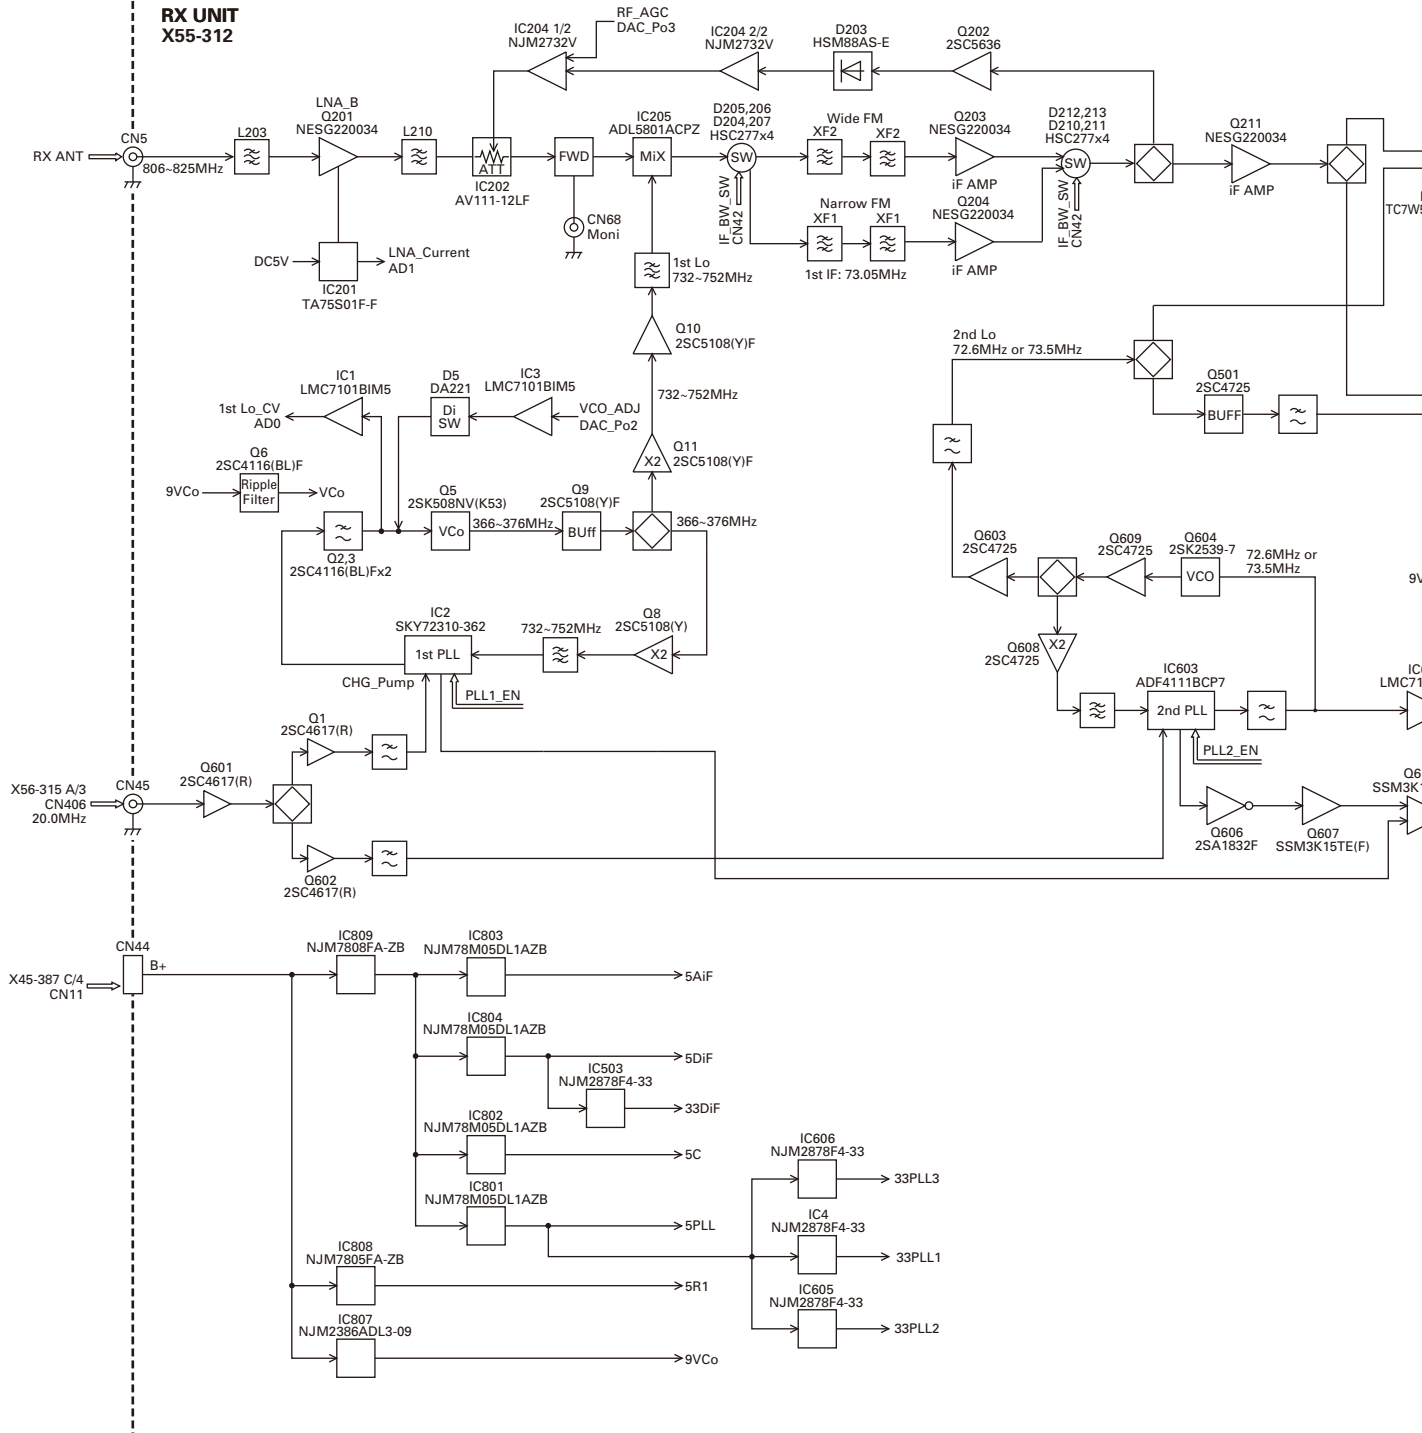 RX UNIT
X55-312
RX ANT
CN5
806~825MHz
L203
LNA_B
Q201
NESG220034
L210
DC5V
IC201
TA75S01F-F
LNA_Current
AD1
ATT
IC202
AV111-12LF
IC204 1/2
NJM2732V
RF_AGC
DAC_Po3
FWD
CN68
Moni
IC205
ADL5801ACPZ
MiX
IC204 2/2
NJM2732V
D203
HSM88AS-E
Q202
2SC5636
D205,206
D204,207
HSC277x4
SW
IF_BW_SW
CN42
Wide FM
XF2
XF2
Q203
NESG220034
iF AMP
Narrow FM
XF1
XF1
1st IF: 73.05MHz
Q204
NESG220034
iF AMP
D212,213
D210,211
HSC277x4
SW
IF_BW_SW
CN42
Q211
NESG220034
iF AMP
TC7W5
1st Lo
732~752MHz
Q10
2SC5108(Y)F
732~752MHz
Q11
2SC5108(Y)F
X2
IC1
LMC7101BIM5
1st Lo_CV
AD0
D5
DA221
Di
SW
IC3
LMC7101BIM5
VCO_ADJ
DAC_Po2
Q6
2SC4116(BL)F
9VCo
Ripple
Filter
VCo
Q2,3
2SC4116(BL)Fx2
Q5
2SK508NV(K53)
VCo
366~376MHz
Q9
2SC5108(Y)F
BUff
366~376MHz
IC2
SKY72310-362
1st PLL
732~752MHz
Q8
2SC5108(Y)
X2
CHG_Pump
PLL1_EN
2nd Lo
72.6MHz or 73.5MHz
Q501
2SC4725
BUFF
Q603
2SC4725
Q609
2SC4725
Q604
2SK2539-7
VCO
72.6MHz or
73.5MHz
9V
Q608
2SC4725
X2
IC603
ADF4111BCP7
2nd PLL
PLL2_EN
LMC71
Q606
2SA1832F
Q607
SSM3K15TE(F)
SSM3K1
X56-315 A/3
CN406
20.0MHz
CN45
Q601
2SC4617(R)
Q1
2SC4617(R)
Q602
2SC4617(R)
X45-387 C/4
CN11
CN44
B+
IC809
NJM7808FA-ZB
IC803
NJM78M05DL1AZB
5AiF
IC804
NJM78M05DL1AZB
5DiF
IC503
NJM2878F4-33
33DiF
IC802
NJM78M05DL1AZB
5C
IC801
NJM78M05DL1AZB
5PLL
IC606
NJM2878F4-33
33PLL3
IC4
NJM2878F4-33
33PLL1
IC605
NJM2878F4-33
33PLL2
IC808
NJM7805FA-ZB
5R1
IC807
NJM2386ADL3-09
9VCo